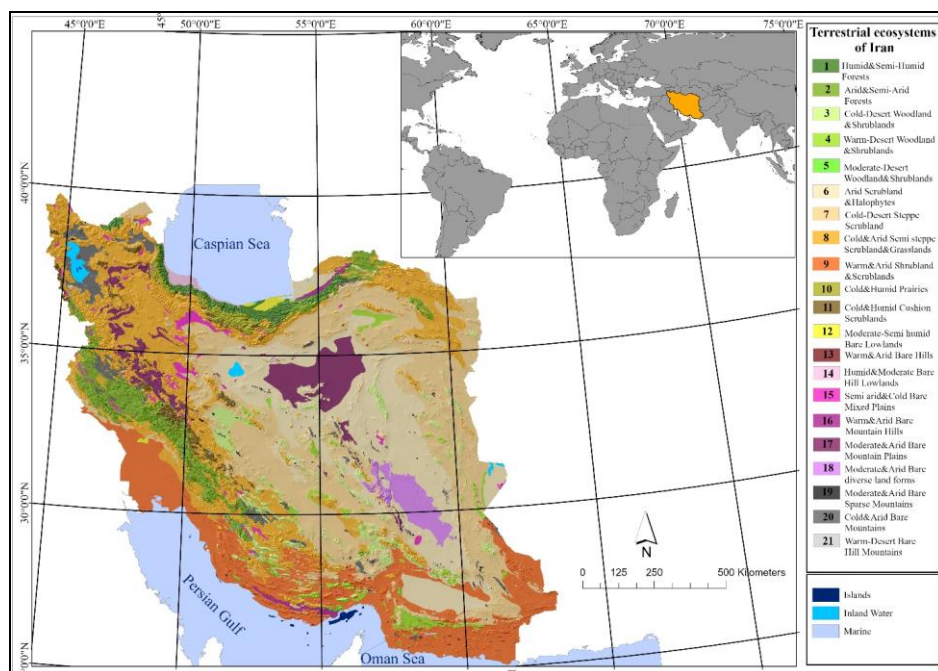 45°0'0"E
50°0'0"E
55°0'0"E
60°0'0"E
65°0'0"E
70°0'0"E
75°0'0"E
40°0'0"N
35°0'0"N
30°0'0"N
Caspian Sea
Persian Gulf
Oman Sea
N
0 125 250 500 Kilometers
Terrestrial ecosystems
of Iran
1 Humid&Semi-Humid
Forests
2 Arid&Semi-Arid
Forests
3 Cold-Desert Woodland
&Shrublands
4 Warm-Desert Woodland
&Shrublands
5 Moderate-Desert
Woodland&Shrublands
6 Arid Scrubland
&Halophytes
7 Cold-Desert Steppe
Scrubland
8 Cold&Arid Semi steppe
Scrubland&Grasslands
9 Warm&Arid Shrubland
&Scrublands
10 Cold&Humid Prairies
11 Cold&Humid Cushion
Scrublands
12 Moderate-Semi humid
Bare Lowlands
13 Warm&Arid Bare Hills
14 Humid&Moderate Bare
Hill Lowlands
15 Semi arid&Cold Bare
Mixed Plains
16 Warm&Arid Bare
Mountain Hills
17 Moderate&Arid Bare
Mountain Plains
18 Moderate&Arid Bare
diverse land forms
19 Moderate&Arid Bare
Sparse Mountains
20 Cold&Arid Bare
Mountains
21 Warm-Desert Bare
Hill Mountains
Islands
Inland Water
Marine